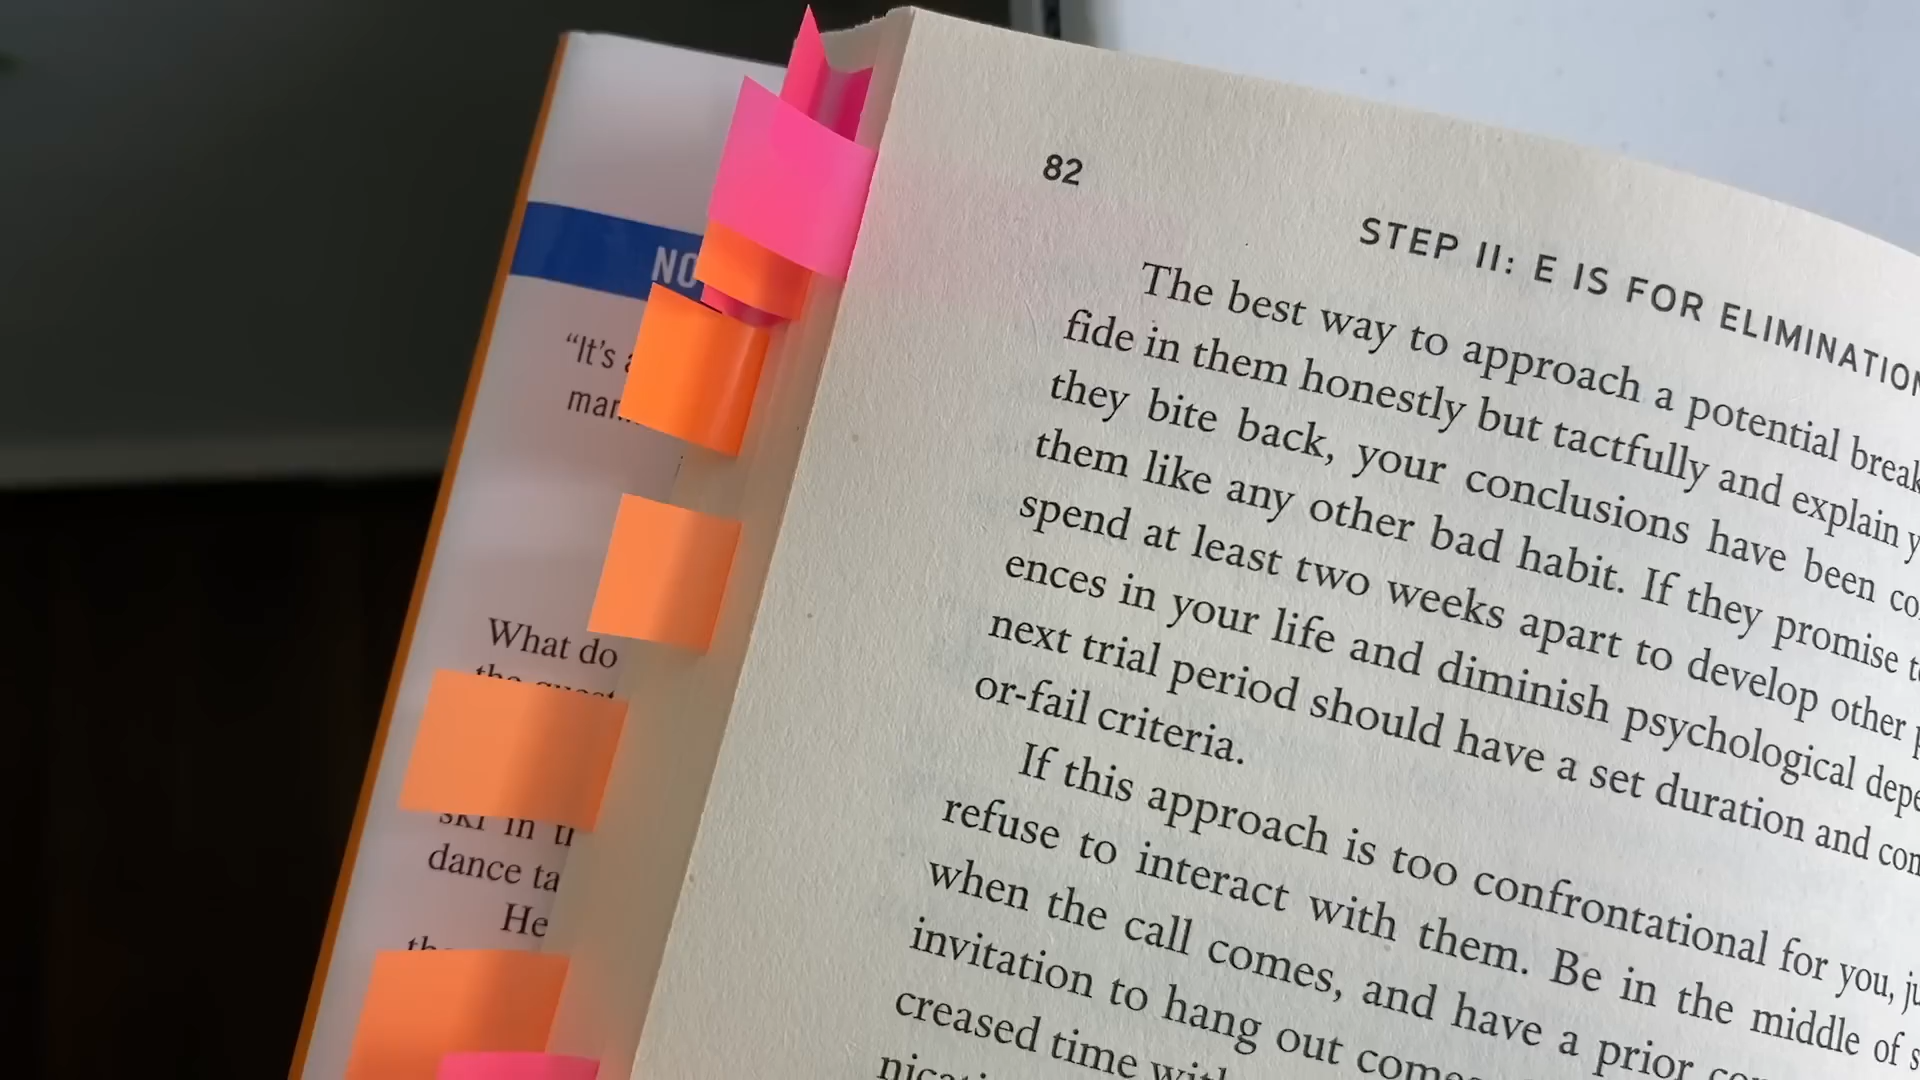 NO
“It’s
What do
the quest
ski in
dance ta
He
82
STEP II: E IS FOR ELIMINATION
The best way to approach a potential break
fide in them honestly but tactfully and explain
they bite back, your conclusions have been co
them like any other bad habit. If they promise
spend at least two weeks apart to develop other
ences in your life and diminish psychological depe
next trial period should have a set duration and con
or-fail criteria.
If this approach is too confrontational for you, ju
refuse to interact with them. Be in the middle of s
when the call comes, and have a prior
invitation to hang out
creased time